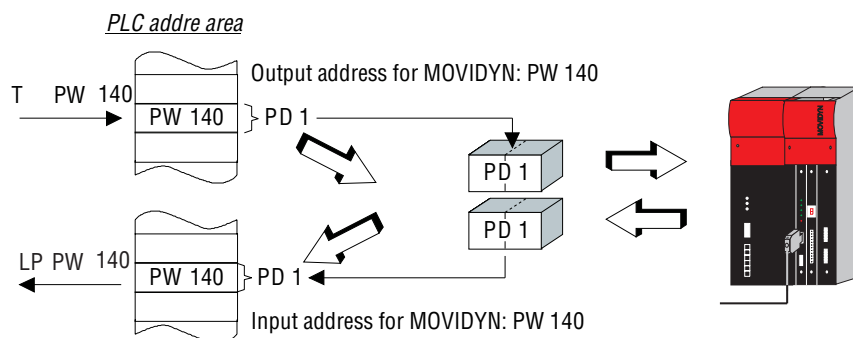 PLC addre area
Output address for MOVIDYN: PW 140
T PW 140
PW 140
PD 1
PD 1
PD 1
LP PW 140
PW 140
PD 1
Input address for MOVIDYN: PW 140
MOVIDYN
8